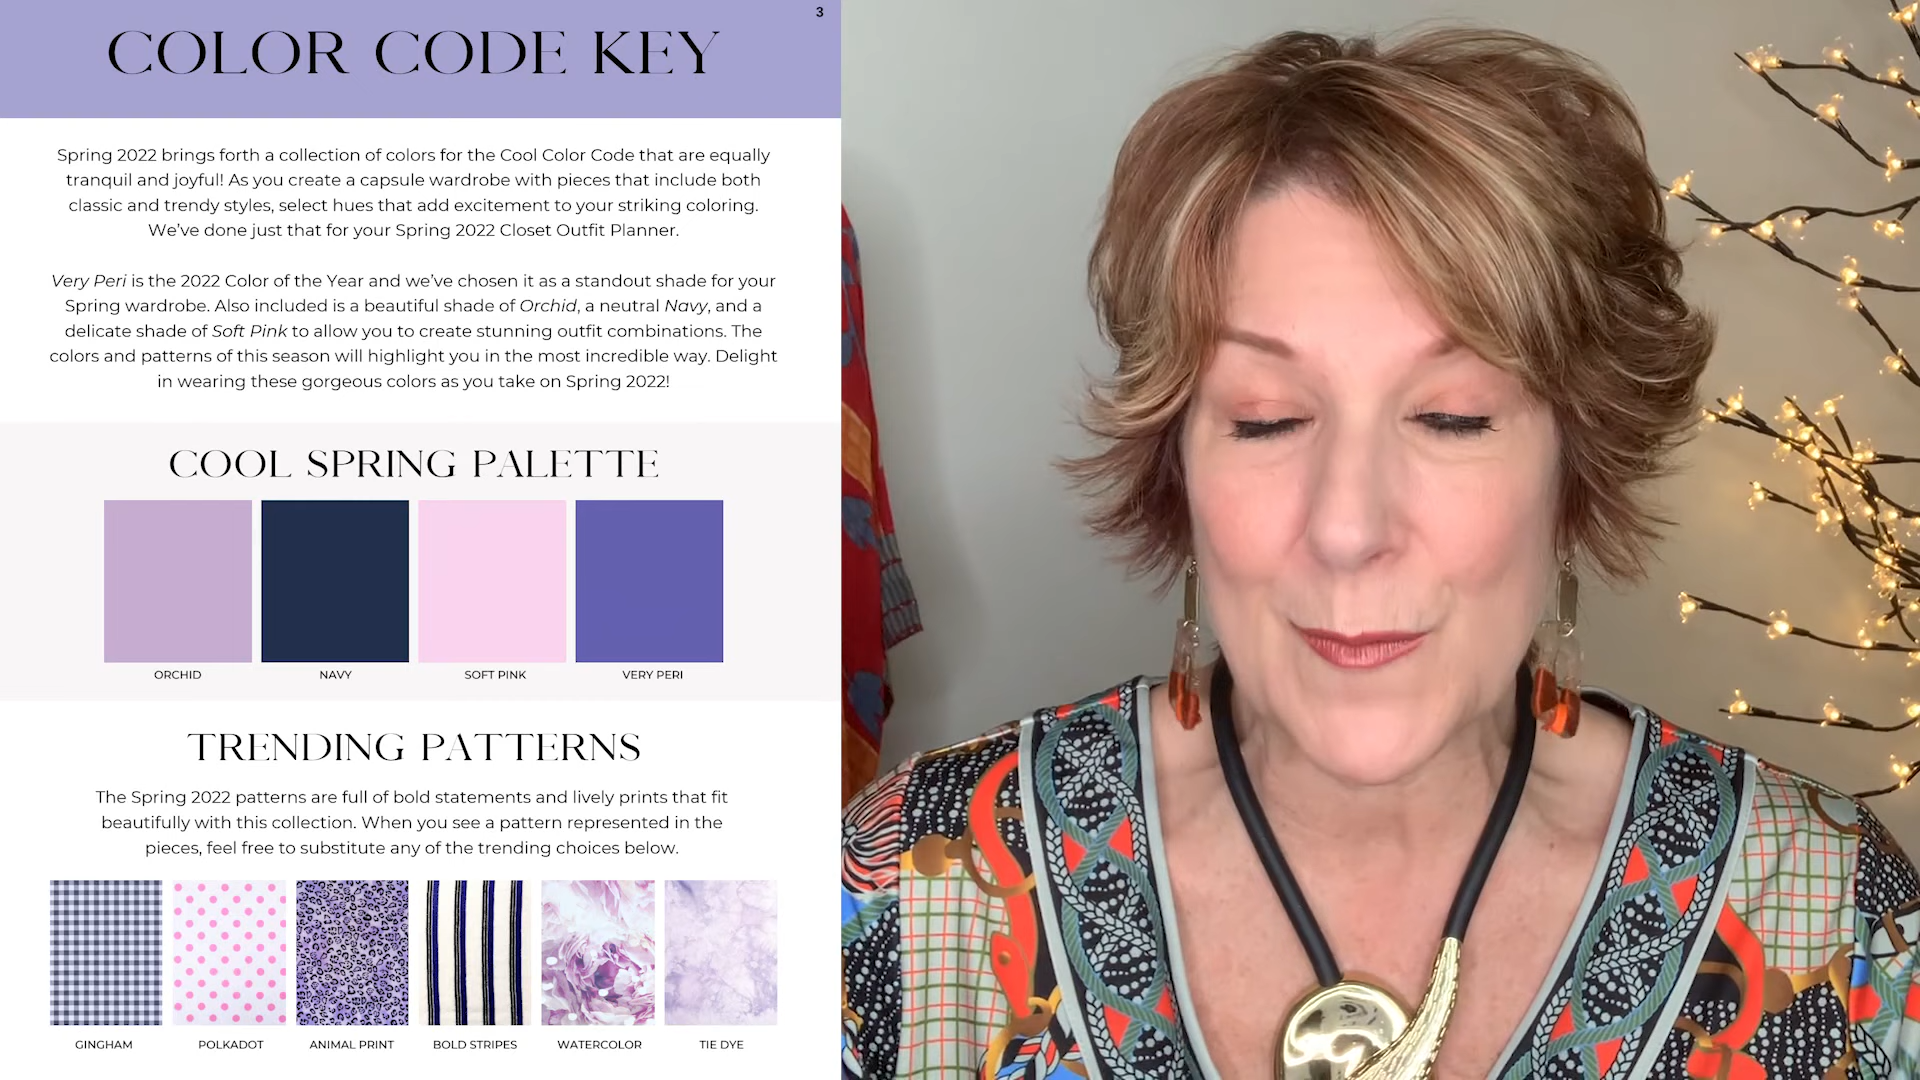 3
COLOR CODE KEY
Spring 2022 brings forth a collection of colors for the Cool Color Code that are equally
tranquil and joyful! As you create a capsule wardrobe with pieces that include both
classic and trendy styles, select hues that add excitement to your striking coloring.
We’ve done just that for your Spring 2022 Closet Outfit Planner.
Very Peri is the 2022 Color of the Year and we’ve chosen it as a standout shade for your
Spring wardrobe. Also included is a beautiful shade of Orchid, a neutral Navy, and a
delicate shade of Soft Pink to allow you to create stunning outfit combinations. The
colors and patterns of this season will highlight you in the most incredible way. Delight
in wearing these gorgeous colors as you take on Spring 2022!
COOL SPRING PALETTE
ORCHID NAVY SOFT PINK VERY PERI
TRENDING PATTERNS
The Spring 2022 patterns are full of bold statements and lively prints that fit
beautifully with this collection. When you see a pattern represented in the
pieces, feel free to substitute any of the trending choices below.
GINGHAM POLKADOT ANIMAL PRINT BOLD STRIPES WATERCOLOR TIE DYE